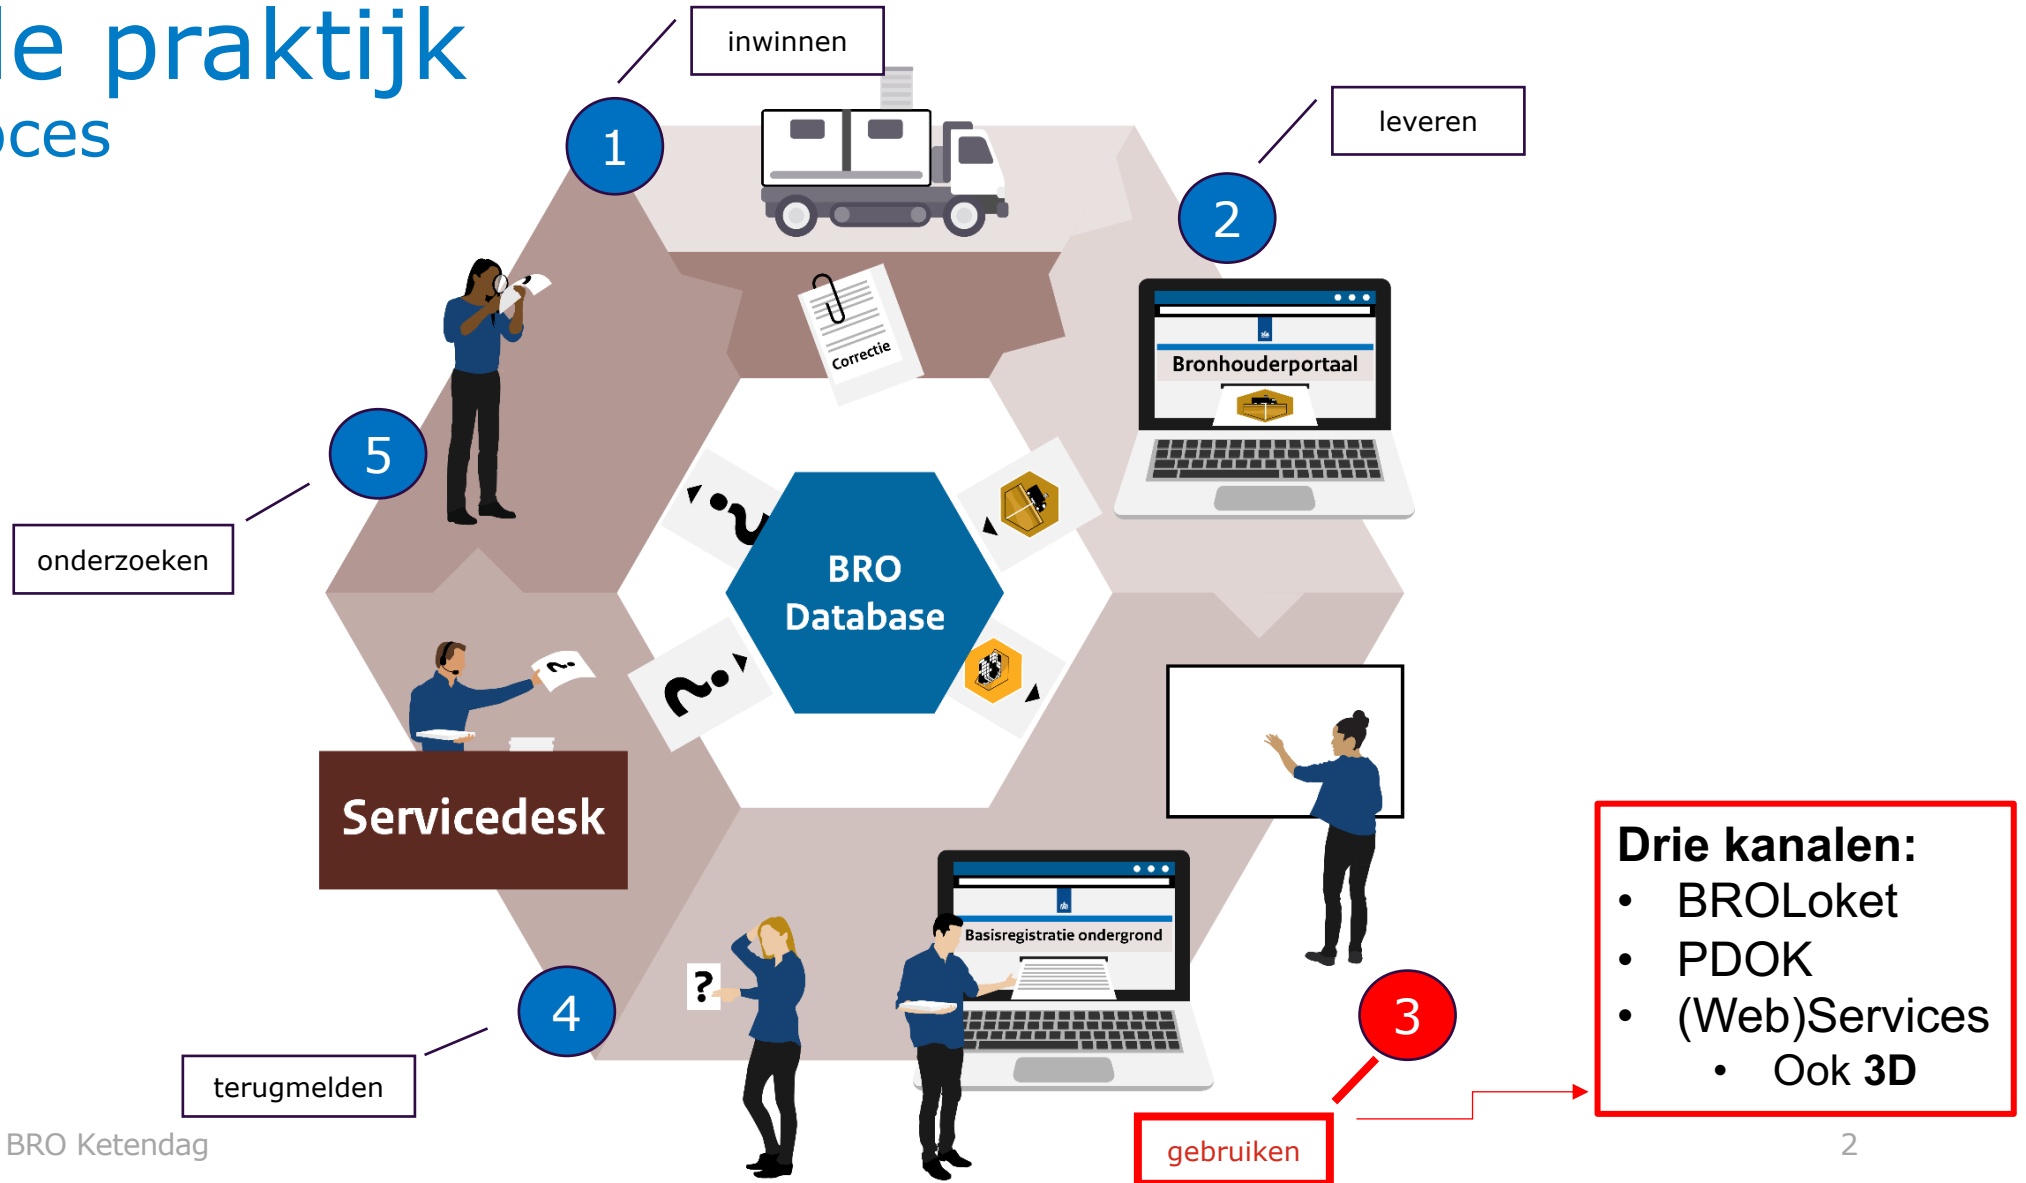 le praktijk
oces
inwinnen
1
leveren
2
Correctie
Bronhouderportaal
5
onderzoeken
?
?
BRO
Database
?
?
Servicedesk
Drie kanalen:
• BROLoket
• PDOK
• (Web)Services
• Ook 3D
Basisregistratie ondergrond
?
4
3
terugmelden
gebruiken
BRO Ketendag
2